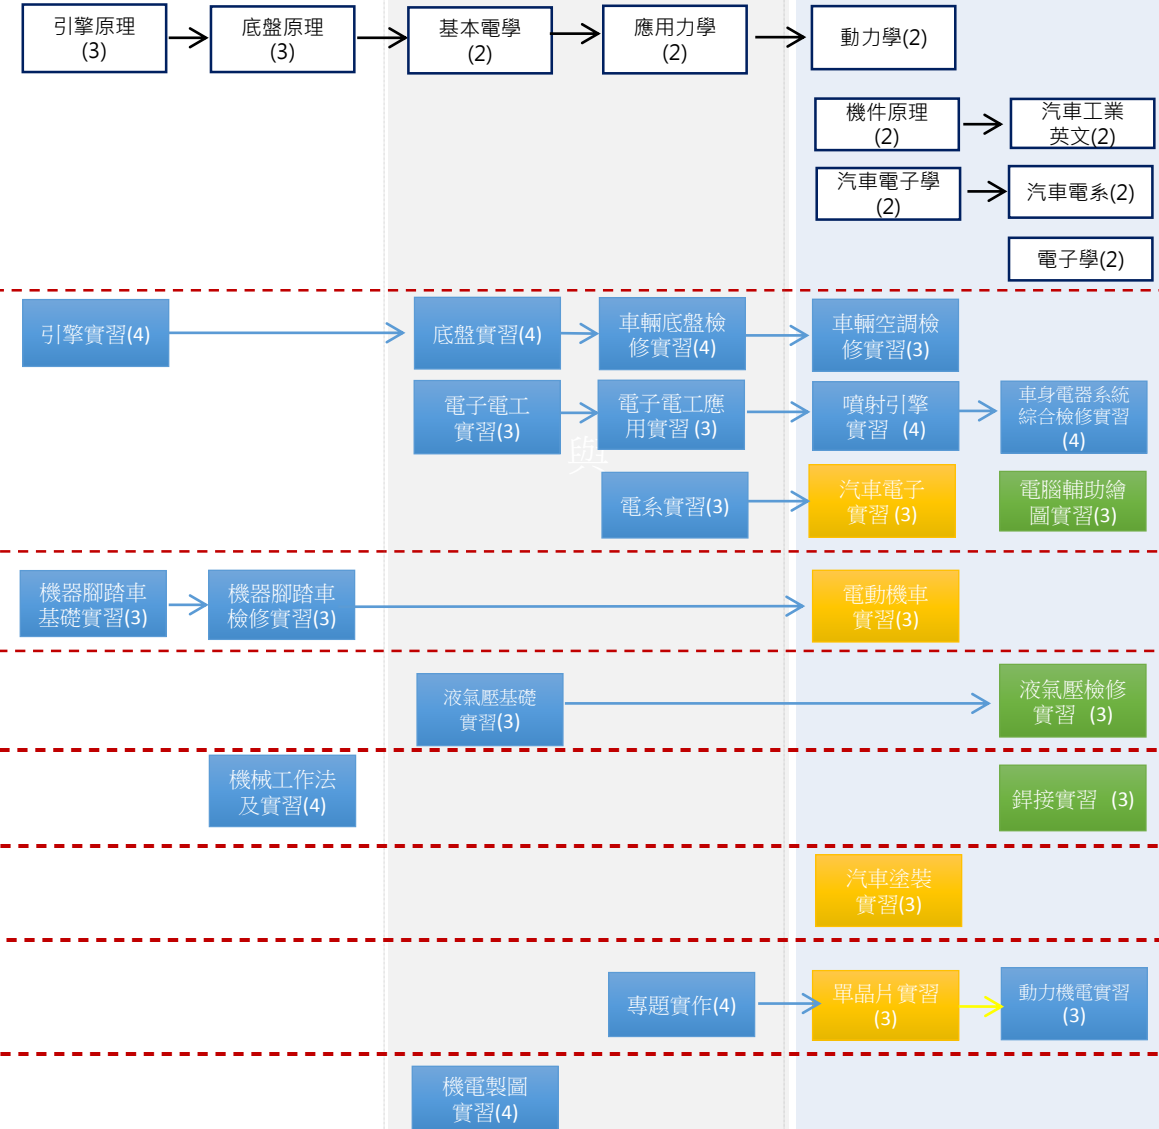 引擎原理
(3)
底盤原理
(3)
基本電學
(2)
應用力學
(2)
動力學(2)
機件原理
(2)
汽車工業
英文(2)
汽車電子學
(2)
汽車電系(2)
電子學(2)
引擎實習(4)
底盤實習(4)
車輛底盤檢
修實習(4)
車輛空調檢
修實習(3)
電子電工
實習(3)
電子電工應
用實習 (3)
噴射引擎
實習 (4)
車身電器系統
綜合檢修實習
(4)
與
電系實習(3)
汽車電子
實習 (3)
電腦輔助繪
圖實習(3)
機器腳踏車
基礎實習(3)
機器腳踏車
檢修實習(3)
電動機車
實習(3)
液氣壓基礎
實習(3)
液氣壓檢修
實習 (3)
機械工作法
及實習(4)
銲接實習 (3)
汽車塗裝
實習(3)
專題實作(4)
單晶片實習
(3)
動力機電實習
(3)
機電製圖
實習(4)